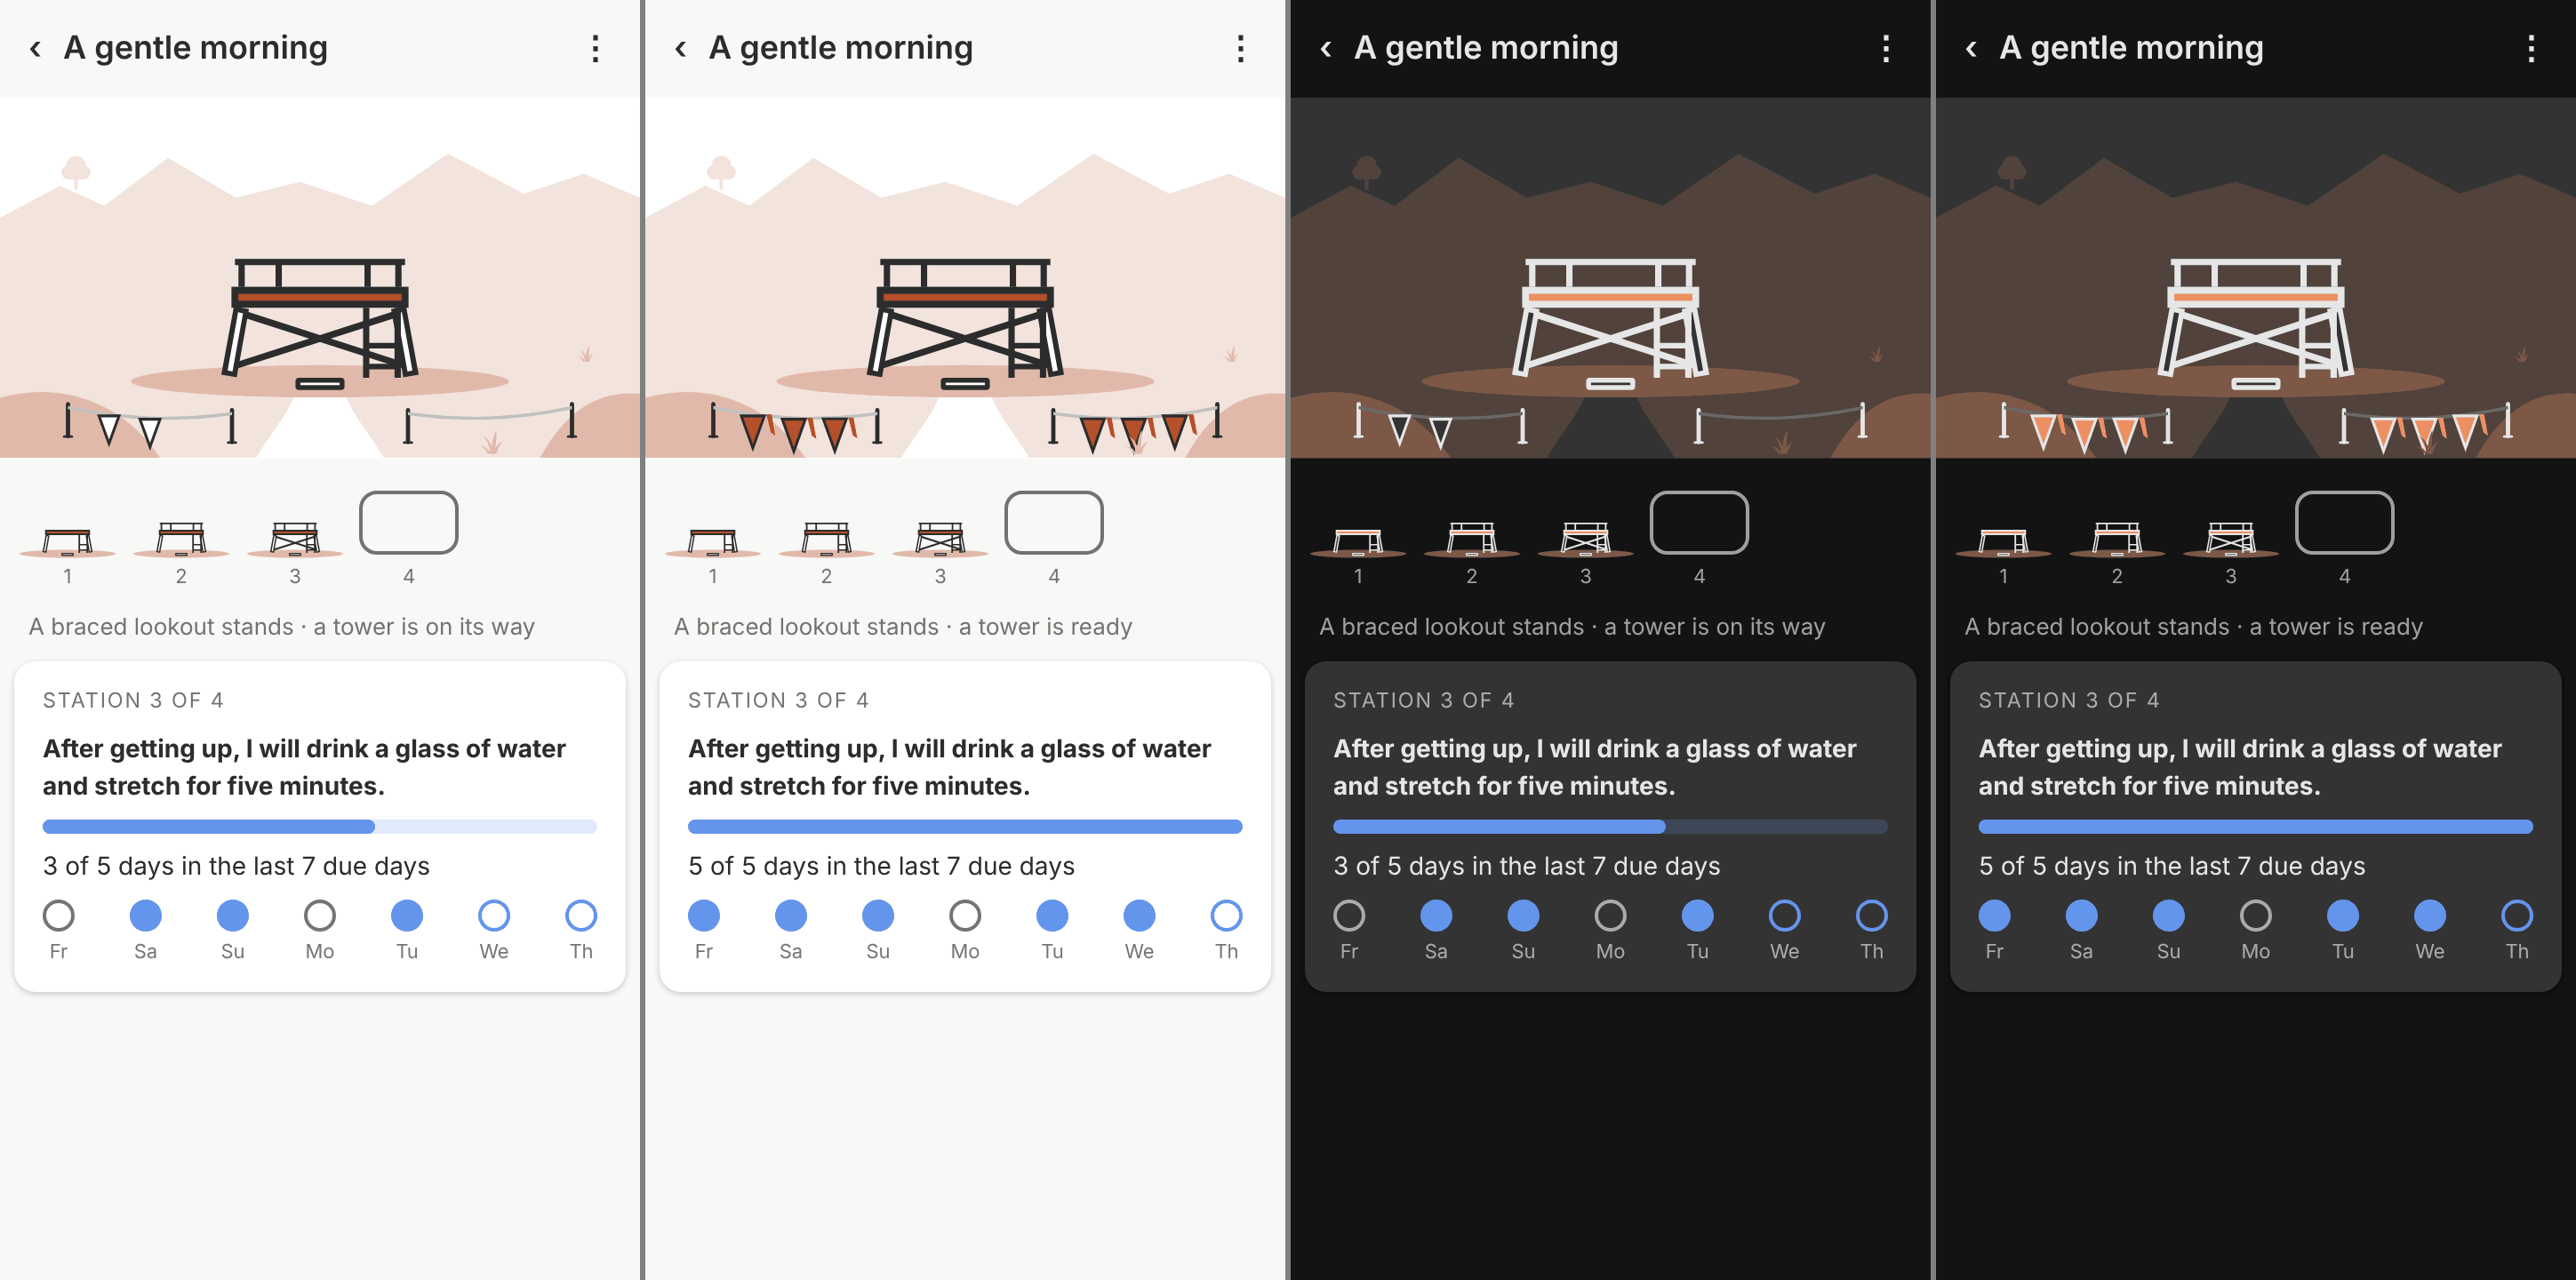 A gentle morning
1 2 3 4
A braced lookout stands · a tower is on its way
STATION 3 OF 4
After getting up, I will drink a glass of water
and stretch for five minutes.
3 of 5 days in the last 7 due days
Fr Sa Su Mo Tu We Th
A gentle morning
1 2 3 4
A braced lookout stands · a tower is ready
STATION 3 OF 4
After getting up, I will drink a glass of water
and stretch for five minutes.
5 of 5 days in the last 7 due days
Fr Sa Su Mo Tu We Th
A gentle morning
1 2 3 4
A braced lookout stands · a tower is on its way
STATION 3 OF 4
After getting up, I will drink a glass of water
and stretch for five minutes.
3 of 5 days in the last 7 due days
Fr Sa Su Mo Tu We Th
A gentle morning
1 2 3 4
A braced lookout stands · a tower is ready
STATION 3 OF 4
After getting up, I will drink a glass of water
and stretch for five minutes.
5 of 5 days in the last 7 due days
Fr Sa Su Mo Tu We Th